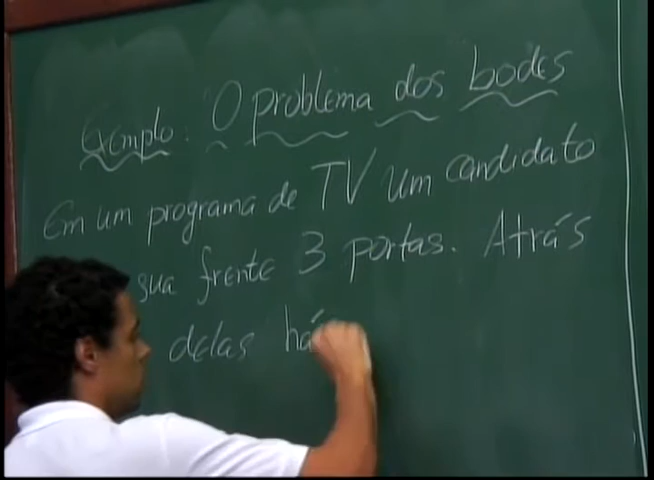 Exemplo: O problema dos bodes
Em um programa de TV um candidato
sua frente 3 portas. Atrás
delas há